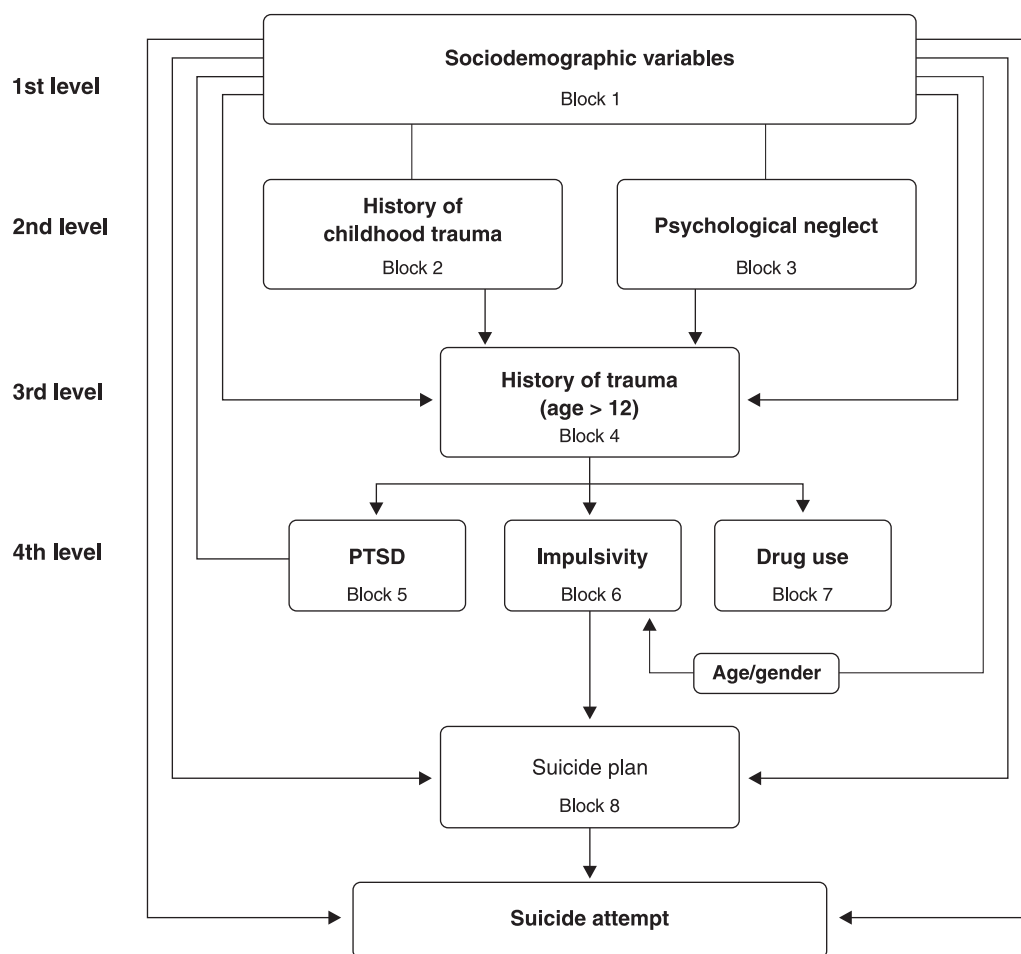 1st level
Sociodemographic variables
Block 1
2nd level
History of
childhood trauma
Block 2
Psychological neglect
Block 3
3rd level
History of trauma
(age > 12)
Block 4
4th level
PTSD
Block 5
Impulsivity
Block 6
Drug use
Block 7
Age/gender
Suicide plan
Block 8
Suicide attempt